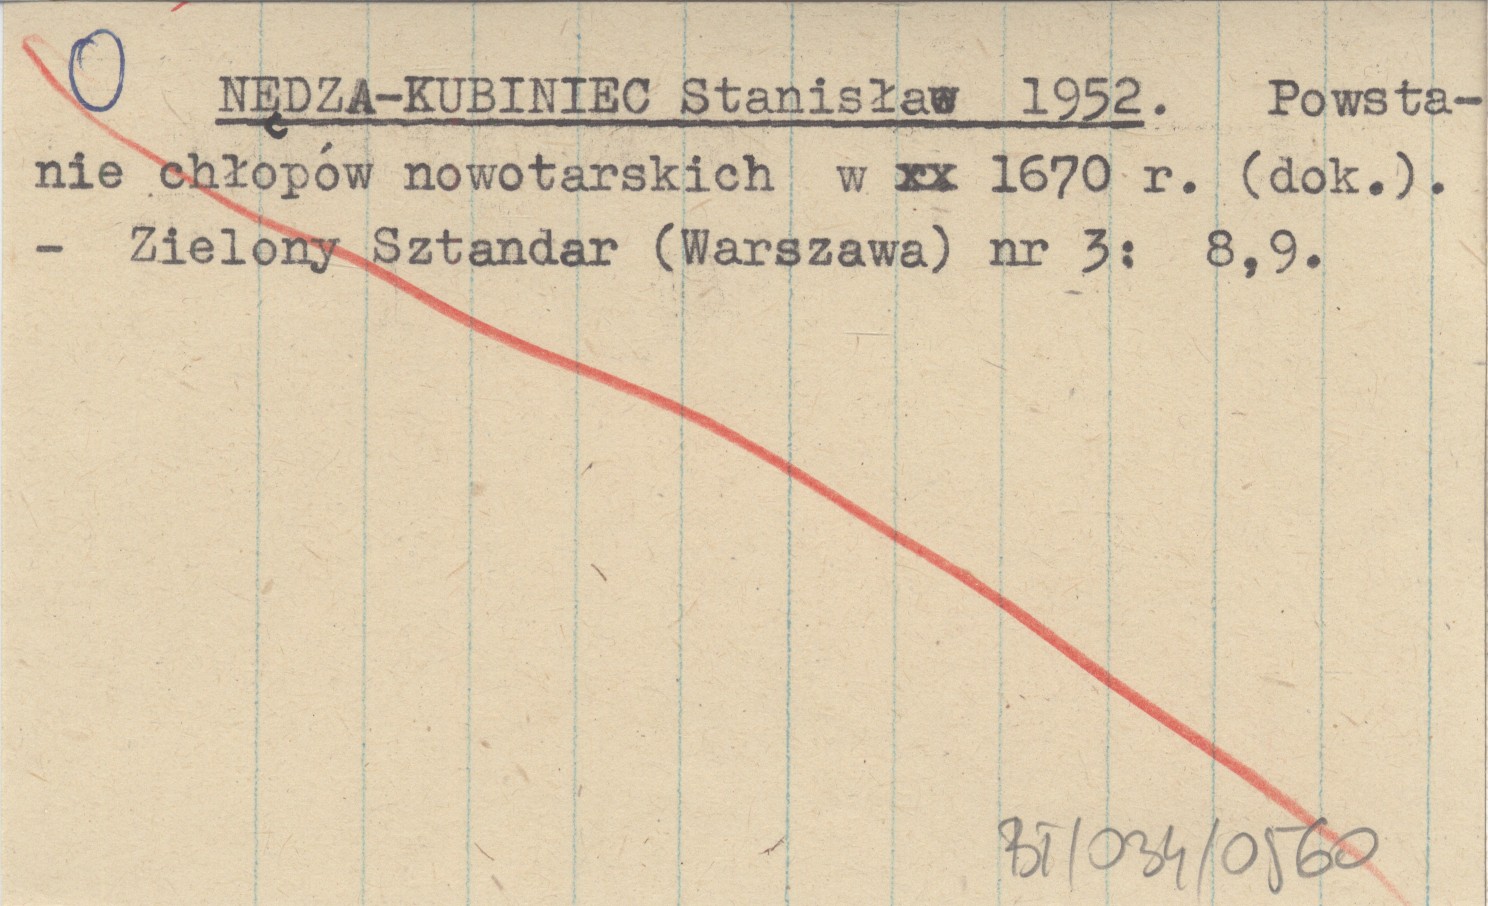 O NĘDZA-KUBINIEC Stanisław 1952. Powsta-
nie chłopów nowotarskich w xx 1670 r. (dok.).
- Zielony Sztandar (Warszawa) nr 3: 8,9.
BI/034/0560